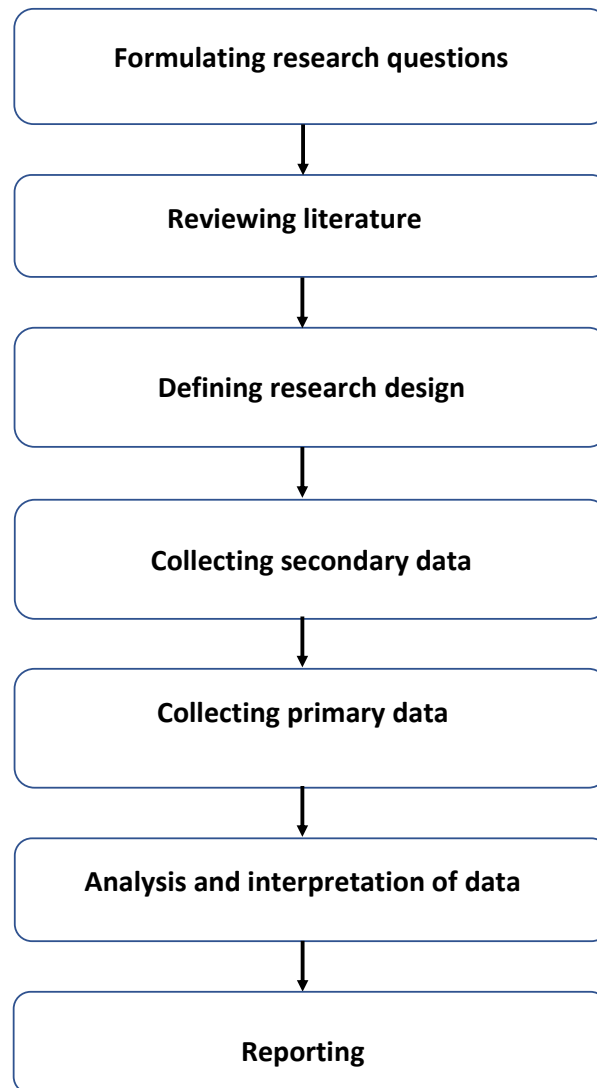 Formulating research questions
Reviewing literature
Defining research design
Collecting secondary data
Collecting primary data
Analysis and interpretation of data
Reporting